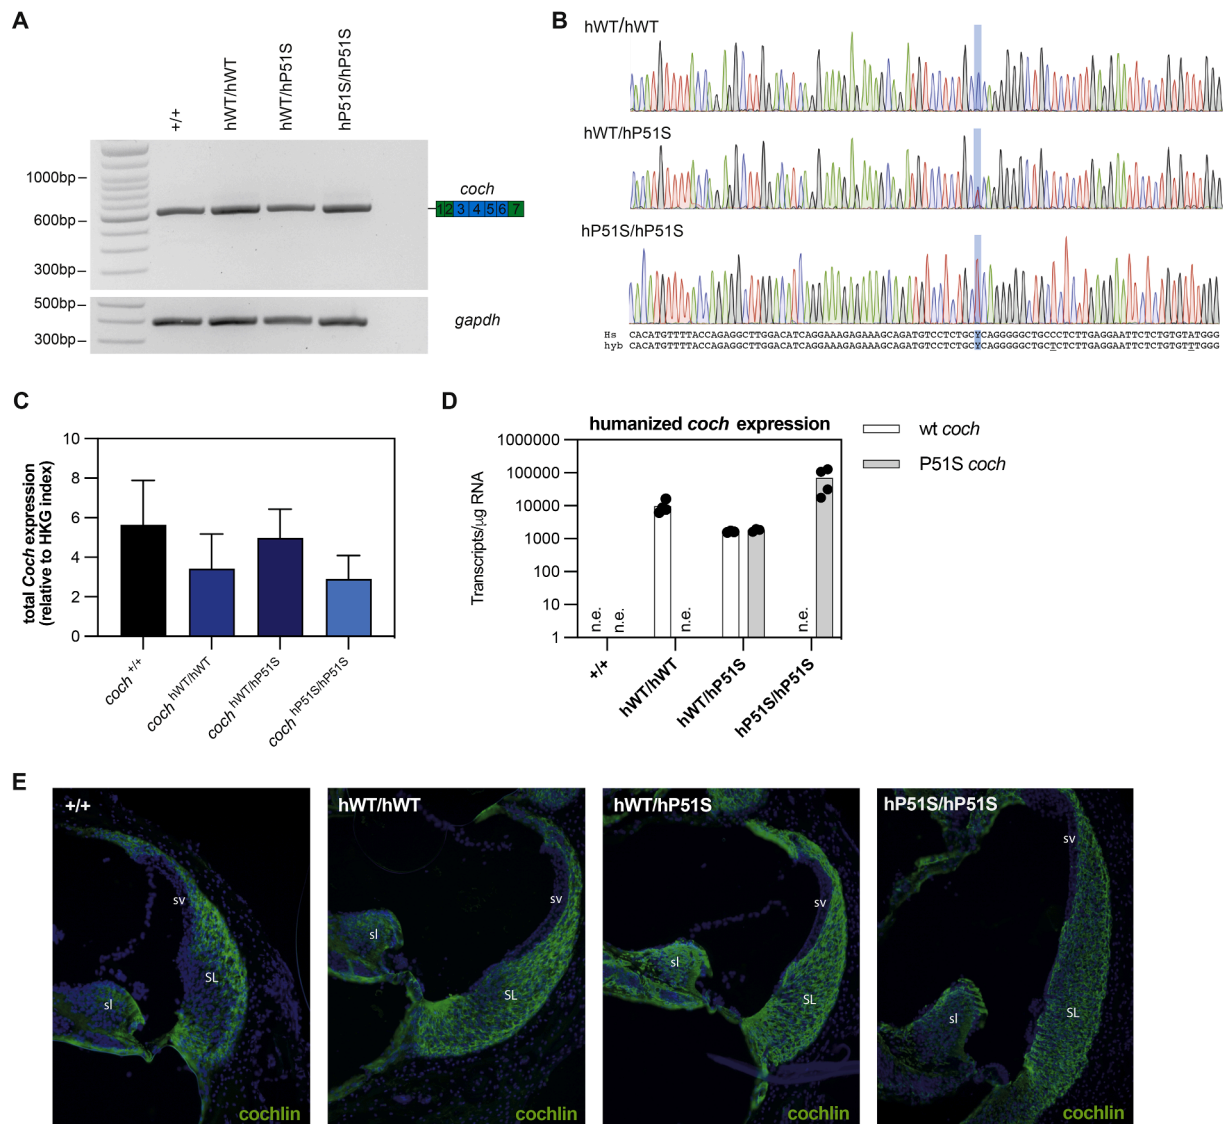 A
+/+
hWT/hWT
hWT/hP51S
hP51S/hP51S
1000bp
600bp
300bp
500bp
300bp
coch
1 2 3 4 5 6 7
gapdh
B
hWT/hWT
hWT/hP51S
hP51S/hP51S
Hs CACATGTTTTACCAGAGGCTTGGACATCAGGAAAGAGAAAGCAGATGTCCTCTGCYCAGGGGGCTGCCCTCTTGAGGAATTCTCTGTGTATGGG
hyb CACATGTTTTACCAGAGGCTTGGACATCAGGAAAGAGAAAGCAGATGTCCTCTGCYCAGGGGGCTGCTCTCTTGAGGAATTCTCTGTGTTTGGG
C
total Coch expression
(relative to HKG index)
10
8
6
4
2
0
coch +/+
coch hWT/hWT
coch hWT/hP51S
coch hP51S/hP51S
D
humanized coch expression
Transcripts/µg RNA
1000000
100000
10000
1000
100
10
1
n.e.
n.e.
n.e.
n.e.
+/+
hWT/hWT
hWT/hP51S
hP51S/hP51S
wt coch
P51S coch
E
+/+
sv
SL
sl
cochlin
hWT/hWT
sv
sl
SL
cochlin
hWT/hP51S
sv
sl
SL
cochlin
hP51S/hP51S
sv
sl
SL
cochlin